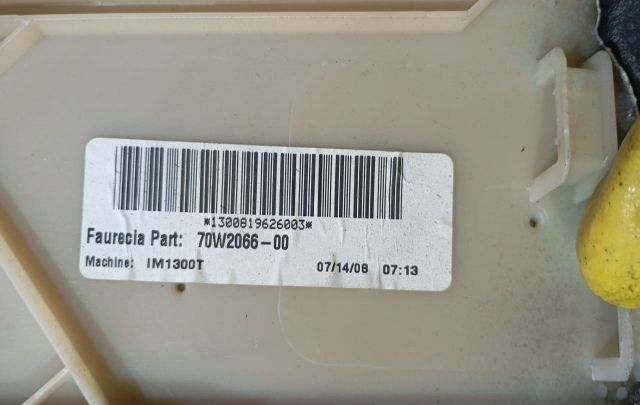 *1300819626003*
Faurecia Part: 70W2066-00
Machine: IM1300T 07/14/08 07:13